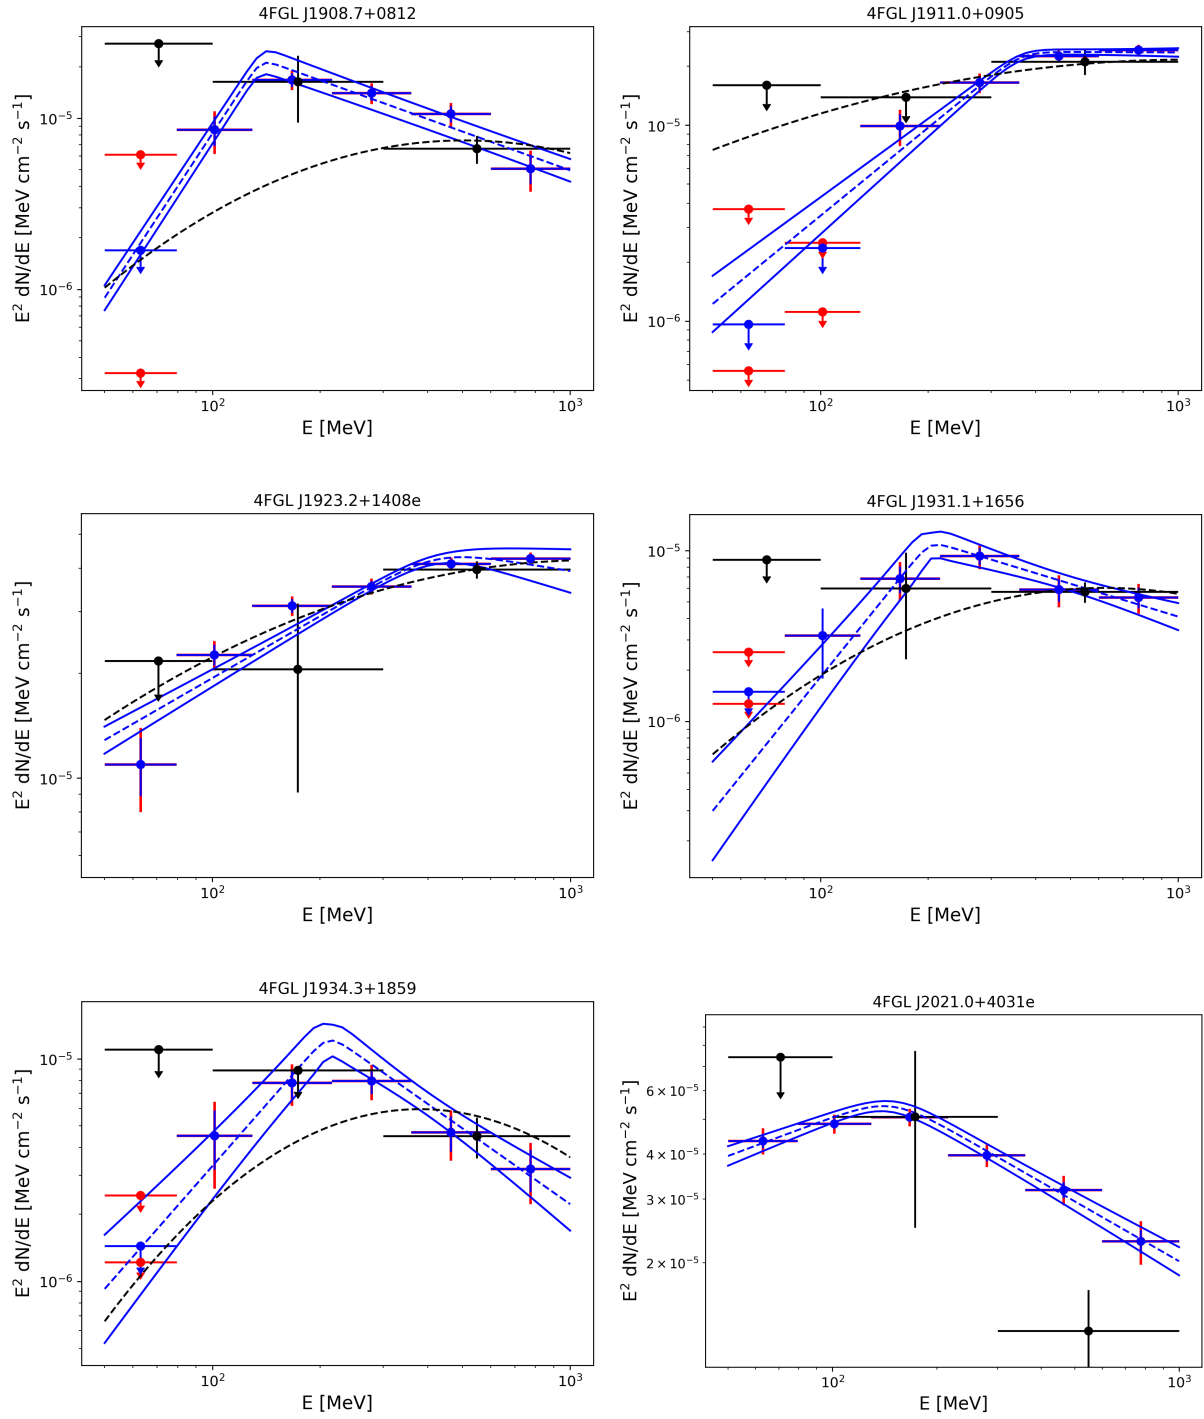 4FGL J1908.7+0812
E² dN/dE [MeV cm⁻² s⁻¹]
10⁻⁵
10⁻⁶
10²
10³
E [MeV]
4FGL J1911.0+0905
E² dN/dE [MeV cm⁻² s⁻¹]
10⁻⁵
10⁻⁶
10²
10³
E [MeV]
4FGL J1923.2+1408e
E² dN/dE [MeV cm⁻² s⁻¹]
10⁻⁵
10²
10³
E [MeV]
4FGL J1931.1+1656
E² dN/dE [MeV cm⁻² s⁻¹]
10⁻⁵
10⁻⁶
10²
10³
E [MeV]
4FGL J1934.3+1859
E² dN/dE [MeV cm⁻² s⁻¹]
10⁻⁵
10⁻⁶
10²
10³
E [MeV]
4FGL J2021.0+4031e
E² dN/dE [MeV cm⁻² s⁻¹]
6 × 10⁻⁵
4 × 10⁻⁵
3 × 10⁻⁵
2 × 10⁻⁵
10²
10³
E [MeV]